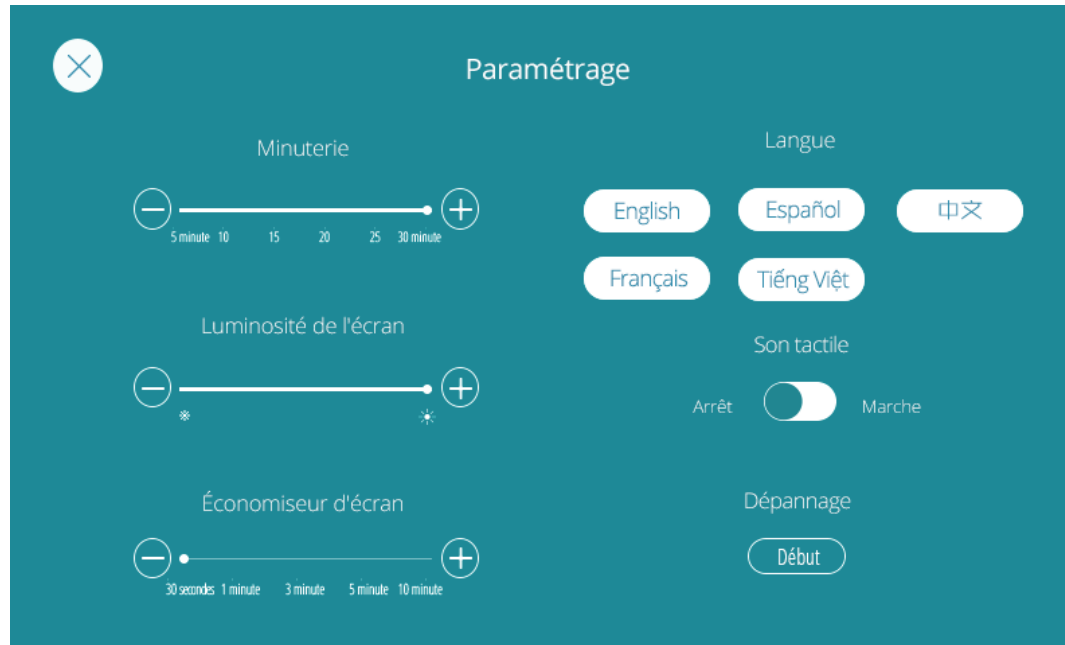 Paramétrage
Minuterie
5 minute 10 15 20 25 30 minute
Luminosité de l'écran
Économiseur d'écran
30 secondes 1 minute 3 minute 5 minute 10 minute
Langue
English Español 中文
Français Tiếng Việt
Son tactile
Arrêt Marche
Dépannage
Début